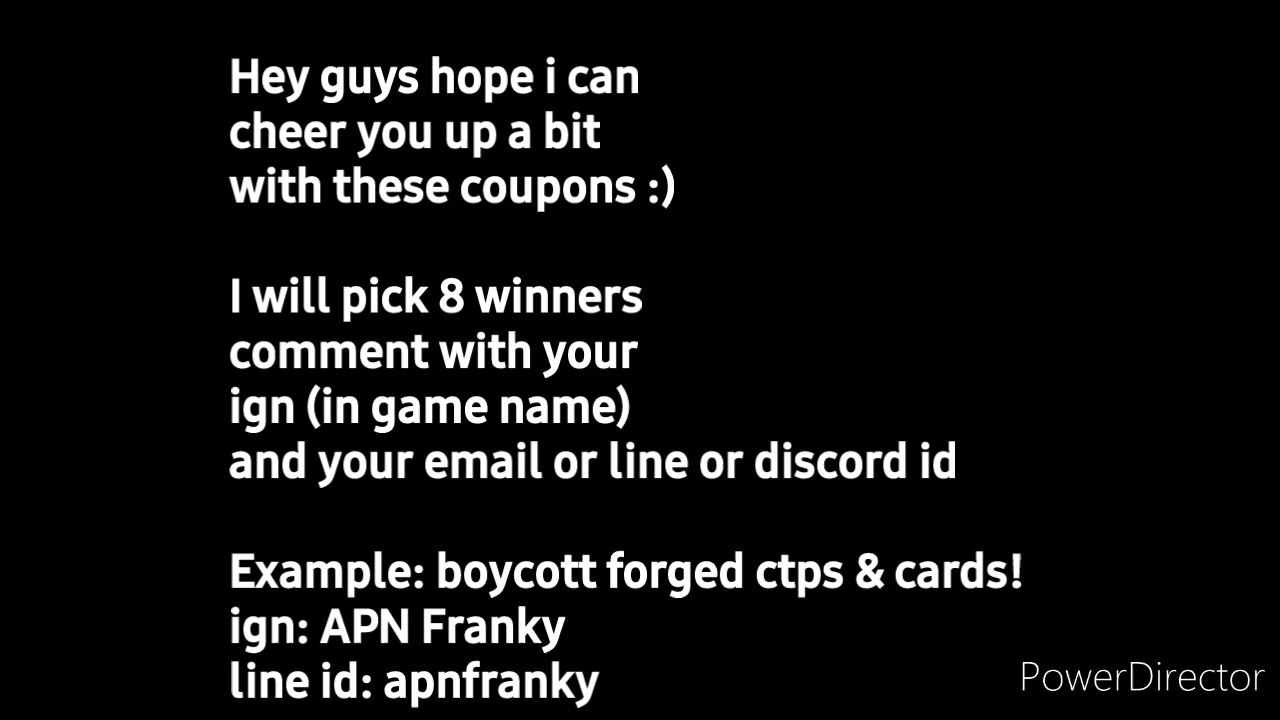 Hey guys hope i can
cheer you up a bit
with these coupons :)
I will pick 8 winners
comment with your
ign (in game name)
and your email or line or discord id
Example: boycott forged ctps & cards!
ign: APN Franky
line id: apnfranky
PowerDirector